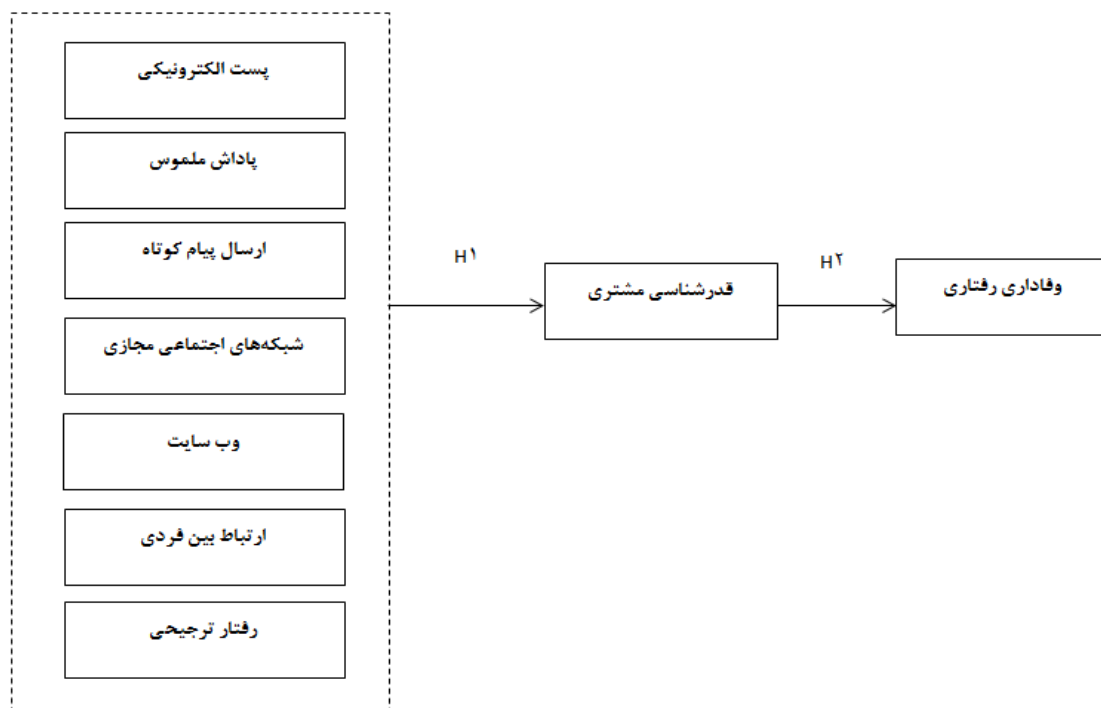 پست الکترونیکی
پاداش ملموس
ارسال پیام کوتاه
شبکه‌های اجتماعی مجازی
وب سایت
ارتباط بین فردی
رفتار ترجیحی
H۱
قدرشناسی مشتری
H۲
وفاداری رفتاری